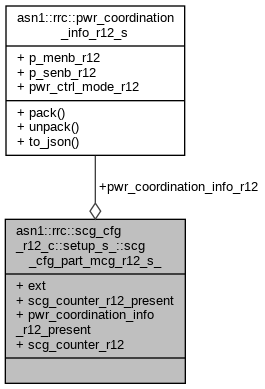 asn1::rrc::pwr_coordination
_info_r12_s
+ p_menb_r12
+ p_senb_r12
+ pwr_ctrl_mode_r12
+ pack()
+ unpack()
+ to_json()
+pwr_coordination_info_r12
asn1::rrc::scg_cfg
_r12_c::setup_s_::scg
_cfg_part_mcg_r12_s_
+ ext
+ scg_counter_r12_present
+ pwr_coordination_info
_r12_present
+ scg_counter_r12